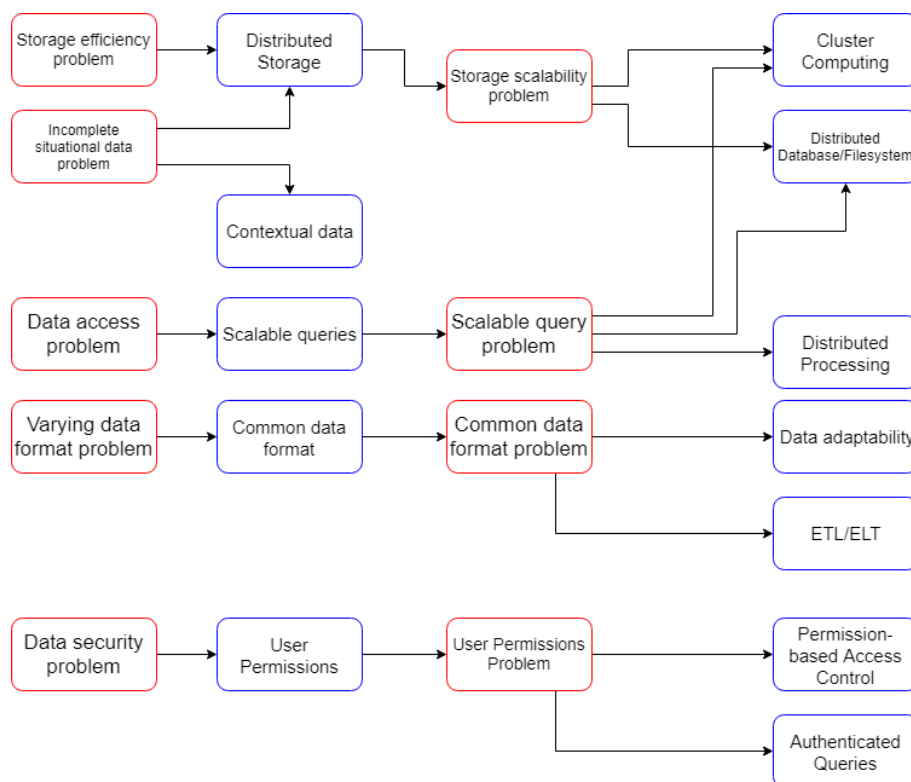 Storage efficiency
problem
Distributed
Storage
Storage scalability
problem
Cluster
Computing
Incomplete
situational data
problem
Distributed
Database/Filesystem
Contextual data
Data access
problem
Scalable queries
Scalable query
problem
Distributed
Processing
Varying data
format problem
Common data
format
Common data
format problem
Data adaptability
ETL/ELT
Data security
problem
User
Permissions
User Permissions
Problem
Permission-
based Access
Control
Authenticated
Queries